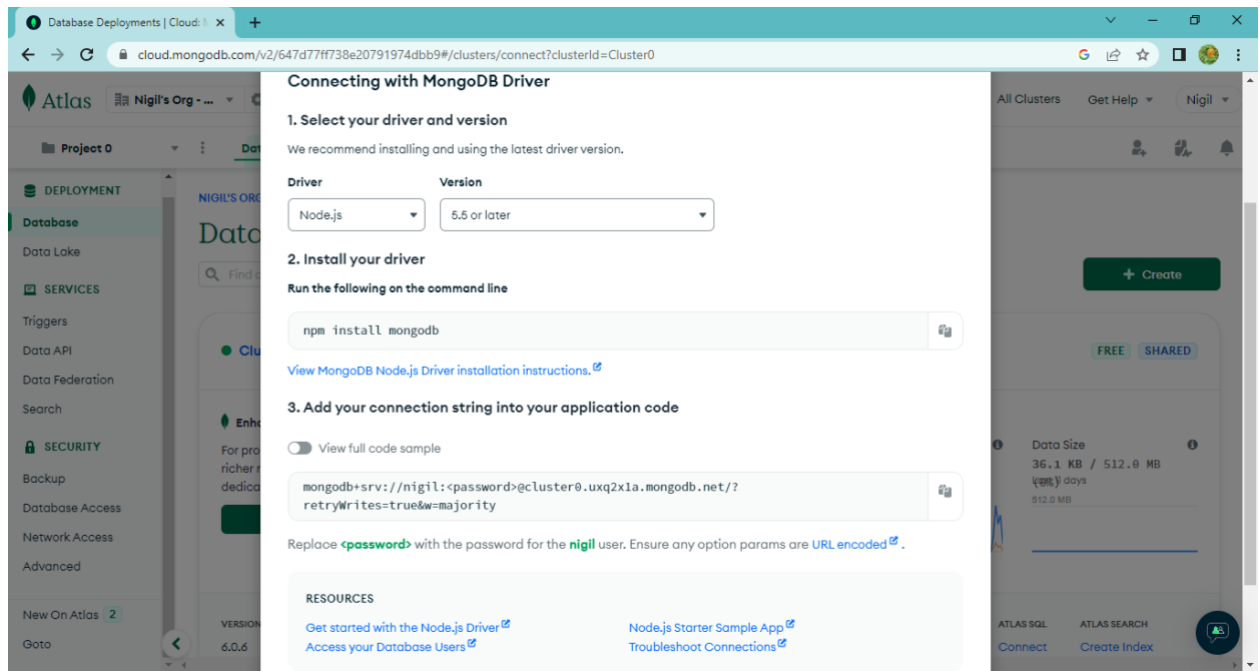 Database Deployments | Cloud:
cloud.mongodb.com/v2/647d77ff738e20791974dbb9#/clusters/connect?clusterId=Cluster0
Atlas Nigil's Org - ... All Clusters Get Help Nigil
Project 0
DEPLOYMENT
Database
Data Lake
SERVICES
Triggers
Data API
Data Federation
Search
SECURITY
Backup
Database Access
Network Access
Advanced
New On Atlas 2
Goto
NIGIL'S ORG
+ Create
Connecting with MongoDB Driver
1. Select your driver and version
We recommend installing and using the latest driver version.
Driver Version
Node.js 5.5 or later
2. Install your driver
Run the following on the command line
npm install mongodb
View MongoDB Node.js Driver installation instructions.
3. Add your connection string into your application code
View full code sample
mongodb+srv://nigil:<password>@cluster0.uxq2x1a.mongodb.net/?
retryWrites=true&w=majority
Replace <password> with the password for the nigil user. Ensure any option params are URL encoded .
RESOURCES
Get started with the Node.js Driver Node.js Starter Sample App
Access your Database Users Troubleshoot Connections
For pro
richer
dedica
VERSION
6.0.6
FREE SHARED
Data Size
36.1 KB / 512.0 MB
days
512.0 MB
ATLAS SQL ATLAS SEARCH
Connect Create Index